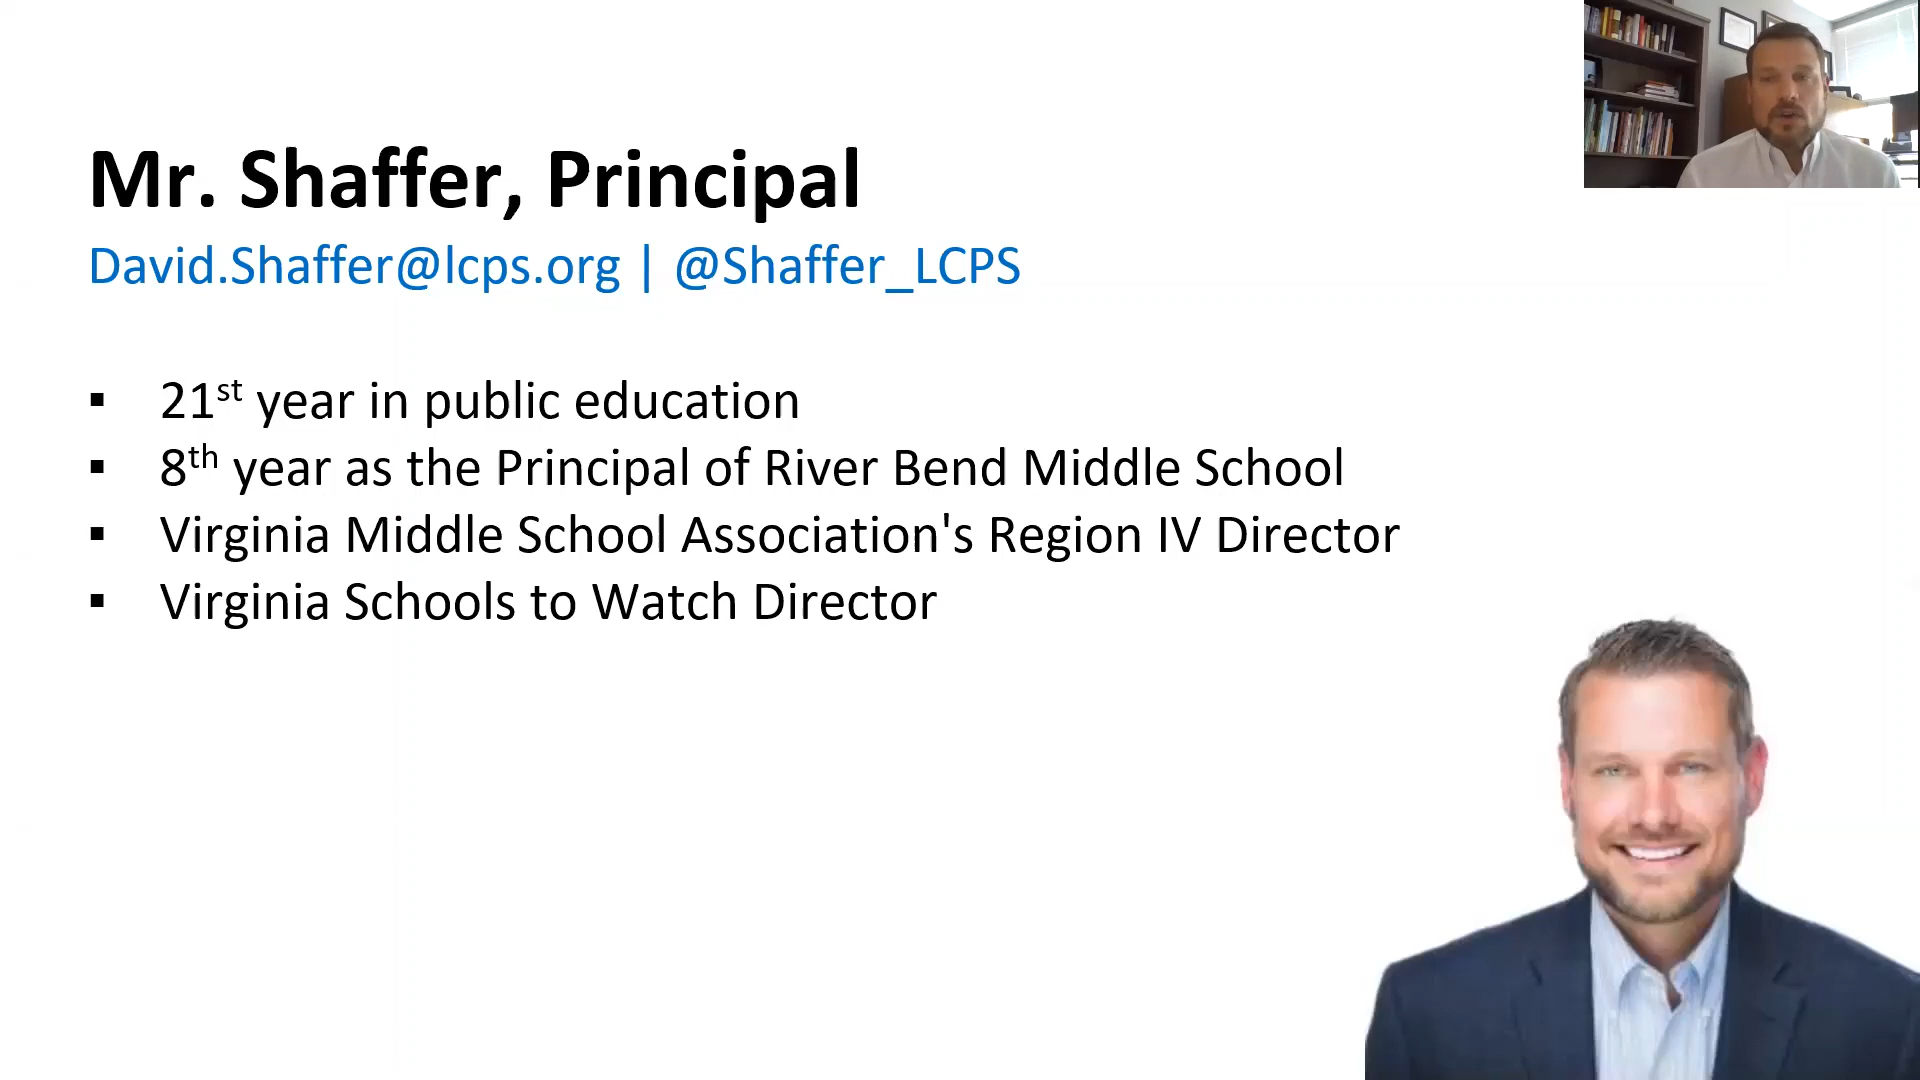 Mr. Shaffer, Principal
David.Shaffer@lcps.org | @Shaffer_LCPS
▪ 21st year in public education
▪ 8th year as the Principal of River Bend Middle School
▪ Virginia Middle School Association's Region IV Director
▪ Virginia Schools to Watch Director